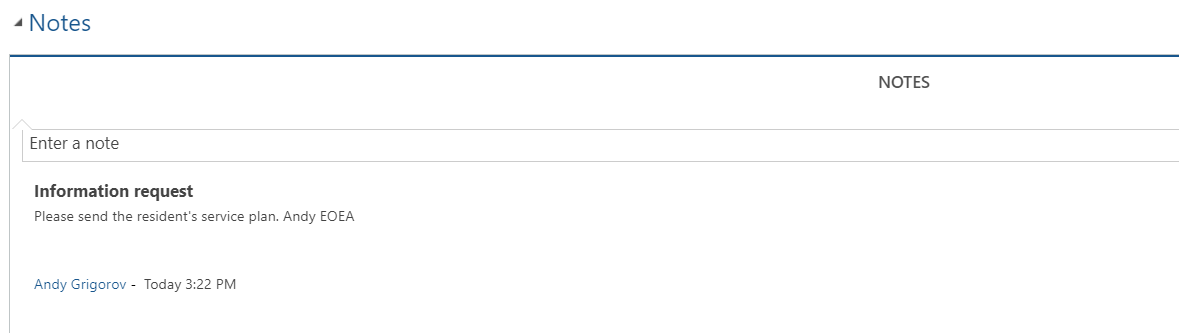 Notes
NOTES
Enter a note
Information request
Please send the resident's service plan. Andy EOEA
Andy Grigorov - Today 3:22 PM